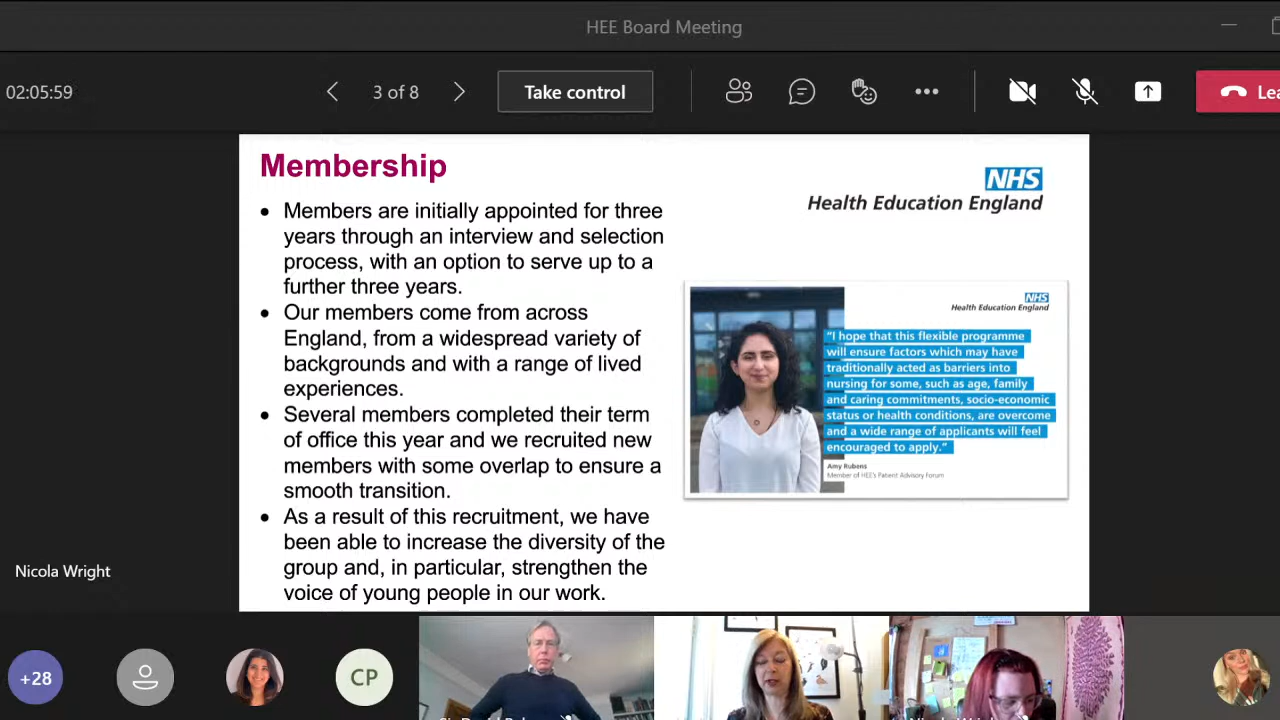 HEE Board Meeting
02:05:59
3 of 8
Take control
Membership
NHS
Health Education England
• Members are initially appointed for three
years through an interview and selection
process, with an option to serve up to a
further three years.
• Our members come from across
England, from a widespread variety of
backgrounds and with a range of lived
experiences.
• Several members completed their term
of office this year and we recruited new
members with some overlap to ensure a
smooth transition.
• As a result of this recruitment, we have
been able to increase the diversity of the
group and, in particular, strengthen the
voice of young people in our work.
NHS
Health Education England
"I hope that this flexible programme
will ensure factors which may have
traditionally acted as barriers into
nursing for some, such as age, family
and caring commitments, socio-economic
status or health conditions, are overcome
and a wide range of applicants will feel
encouraged to apply."
Amy Rubens
Member of HEE's Patient Advisory Forum
Nicola Wright
+28
CP